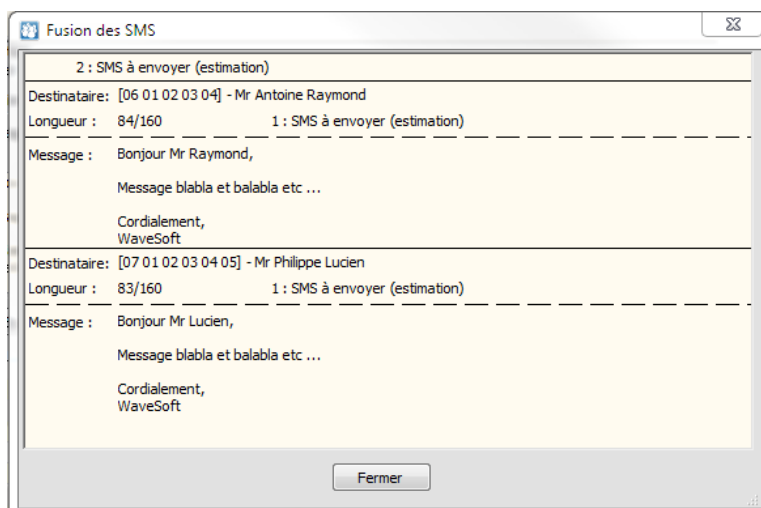 Fusion des SMS
2 : SMS à envoyer (estimation)
Destinataire: [06 01 02 03 04] - Mr Antoine Raymond
Longueur : 84/160 1 : SMS à envoyer (estimation)
Message : Bonjour Mr Raymond,
Message blabla et balabla etc ...
Cordialement,
WaveSoft
Destinataire: [07 01 02 03 04 05] - Mr Philippe Lucien
Longueur : 83/160 1 : SMS à envoyer (estimation)
Message : Bonjour Mr Lucien,
Message blabla et balabla etc ...
Cordialement,
WaveSoft
Fermer